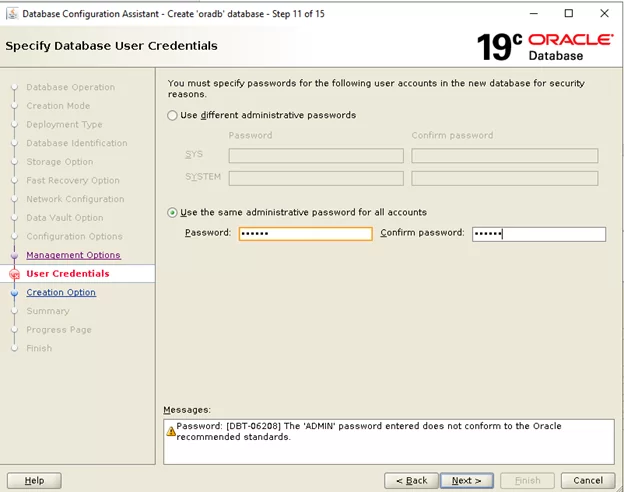 Database Configuration Assistant - Create 'oradb' database - Step 11 of 15
Specify Database User Credentials
19c ORACLE
Database
Database Operation
Creation Mode
Deployment Type
Database Identification
Storage Option
Fast Recovery Option
Network Configuration
Data Vault Option
Configuration Options
Management Options
User Credentials
Creation Option
Summary
Progress Page
Finish
You must specify passwords for the following user accounts in the new database for security
reasons.
Use different administrative passwords
Password Confirm password
SYS
SYSTEM
Use the same administrative password for all accounts
Password: •••••• Confirm password: ••••••
Messages:
Password: [DBT-06208] The 'ADMIN' password entered does not conform to the Oracle
recommended standards.
Help < Back Next > Finish Cancel